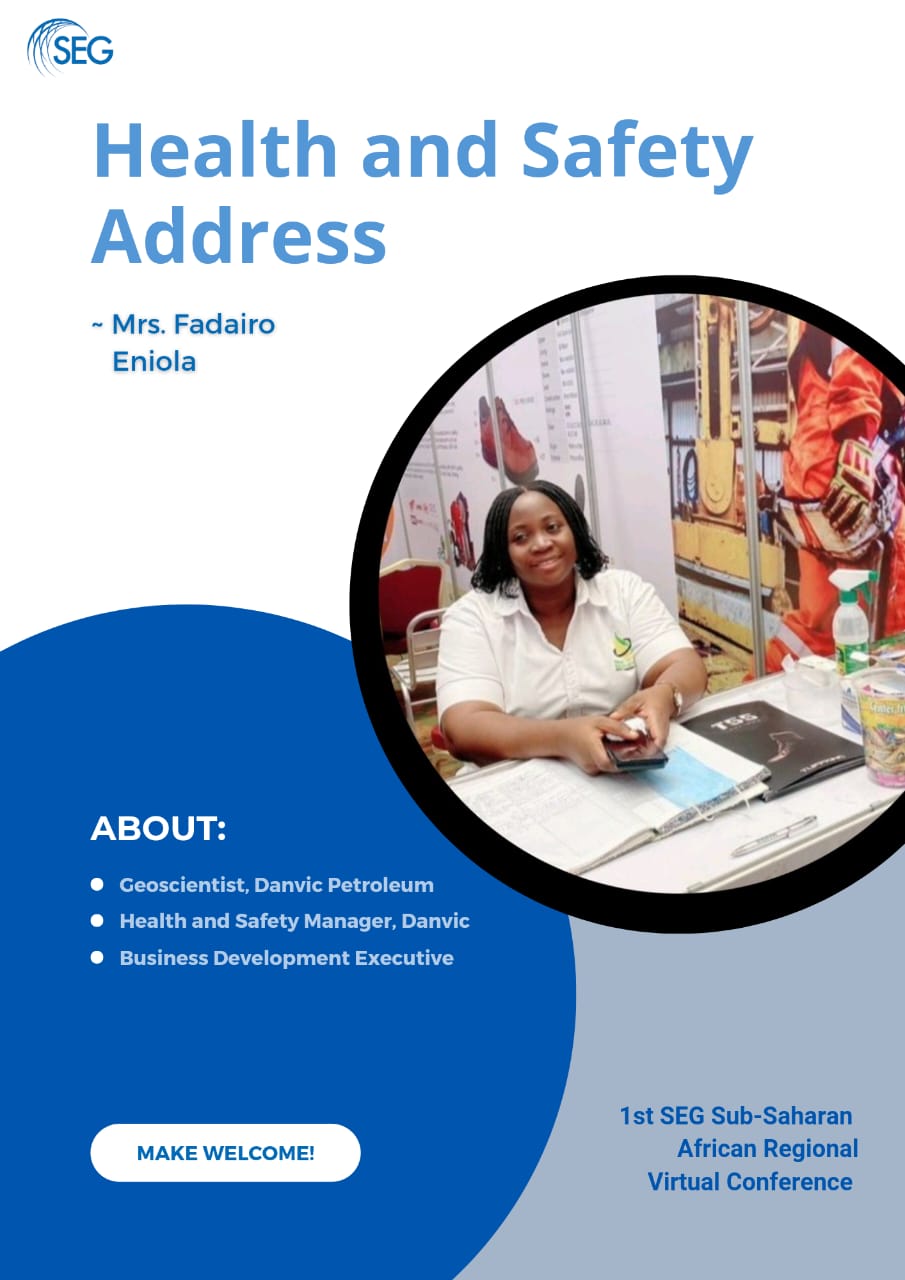 SEG
Health and Safety
Address
~ Mrs. Fadairo
Eniola
T55
ABOUT:
Geoscientist, Danvic Petroleum
Health and Safety Manager, Danvic
Business Development Executive
MAKE WELCOME!
1st SEG Sub-Saharan
African Regional
Virtual Conference